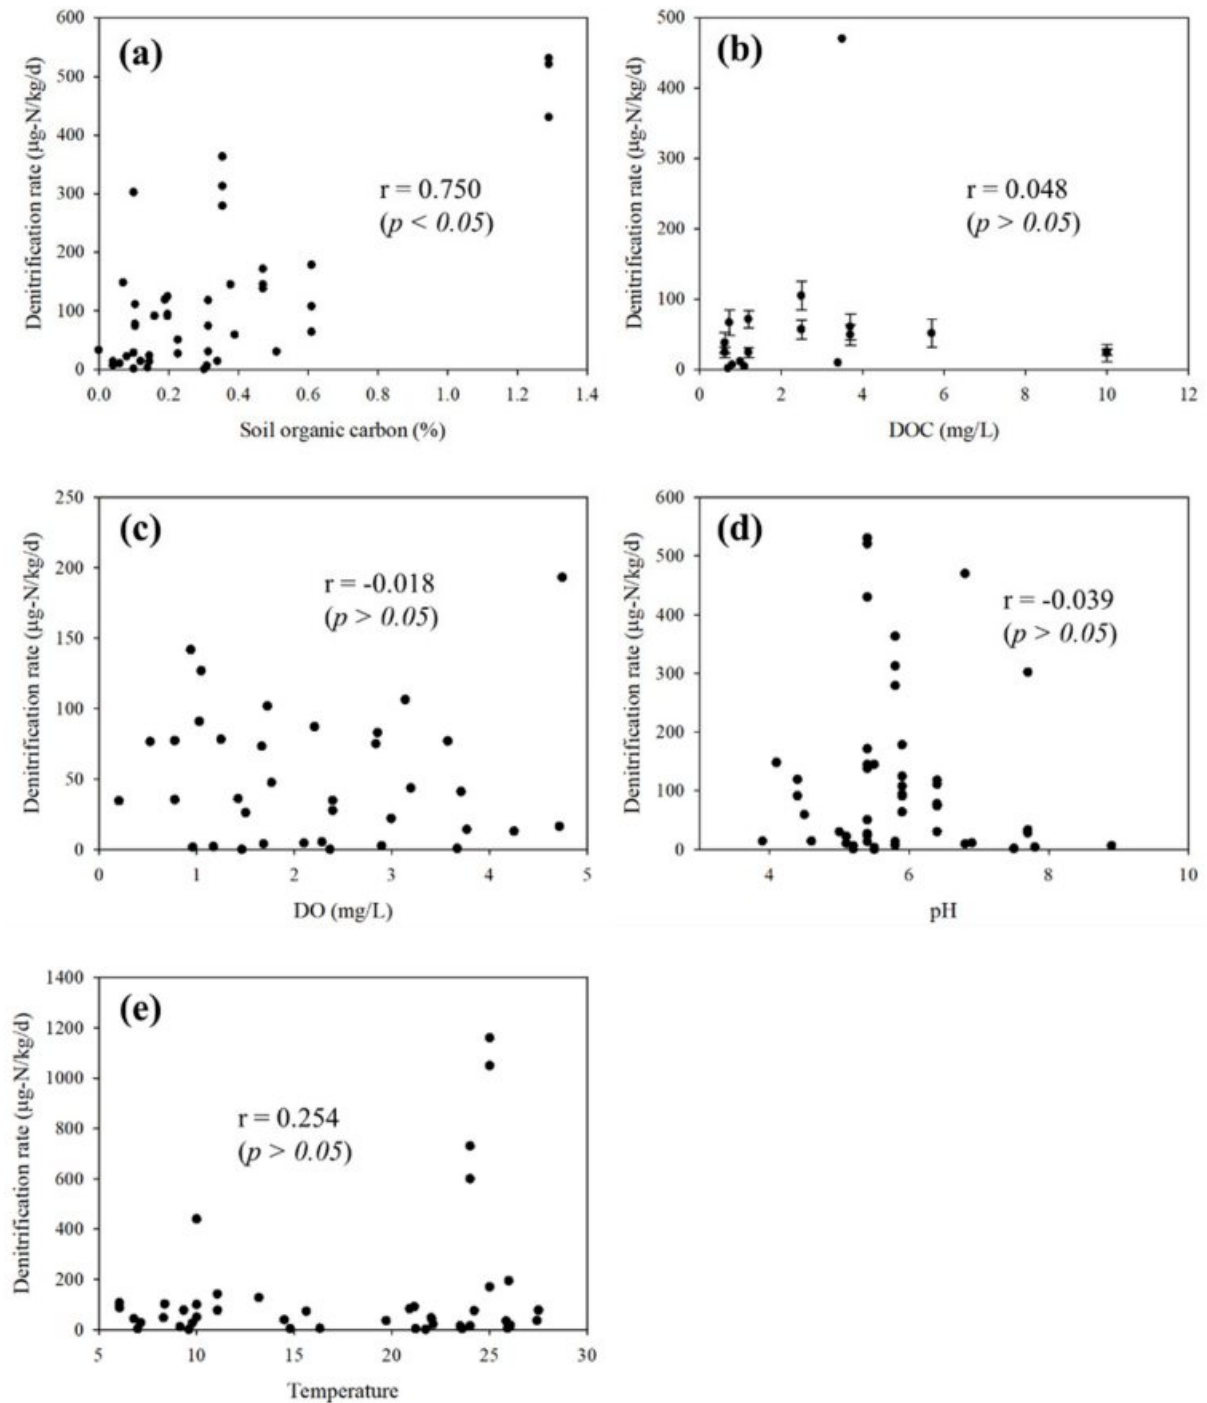 (a)
Denitrification rate (µg-N/kg/d)
600
500
400
300
200
100
0
r = 0.750
(p < 0.05)
0.0 0.2 0.4 0.6 0.8 1.0 1.2 1.4
Soil organic carbon (%)
(b)
Denitrification rate (µg-N/kg/d)
500
400
300
200
100
0
r = 0.048
(p > 0.05)
0 2 4 6 8 10 12
DOC (mg/L)
(c)
Denitrification rate (µg-N/kg/d)
250
200
150
100
50
0
r = -0.018
(p > 0.05)
0 1 2 3 4 5
DO (mg/L)
(d)
Denitrification rate (µg-N/kg/d)
600
500
400
300
200
100
0
r = -0.039
(p > 0.05)
4 6 8 10
pH
(e)
Denitrification rate (µg-N/kg/d)
1400
1200
1000
800
600
400
200
0
r = 0.254
(p > 0.05)
5 10 15 20 25 30
Temperature